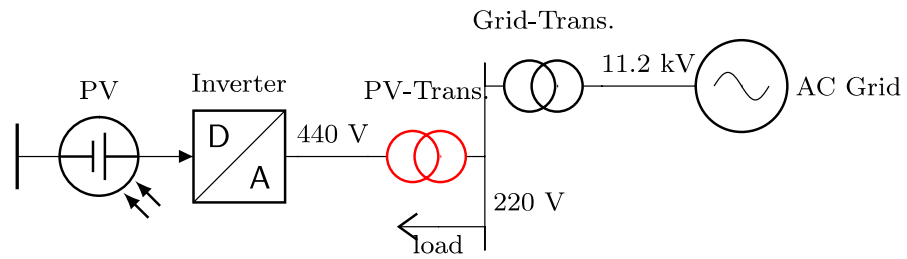 Grid-Trans.
11.2 kV
AC Grid
PV
Inverter
PV-Trans.
D
A
440 V
220 V
load